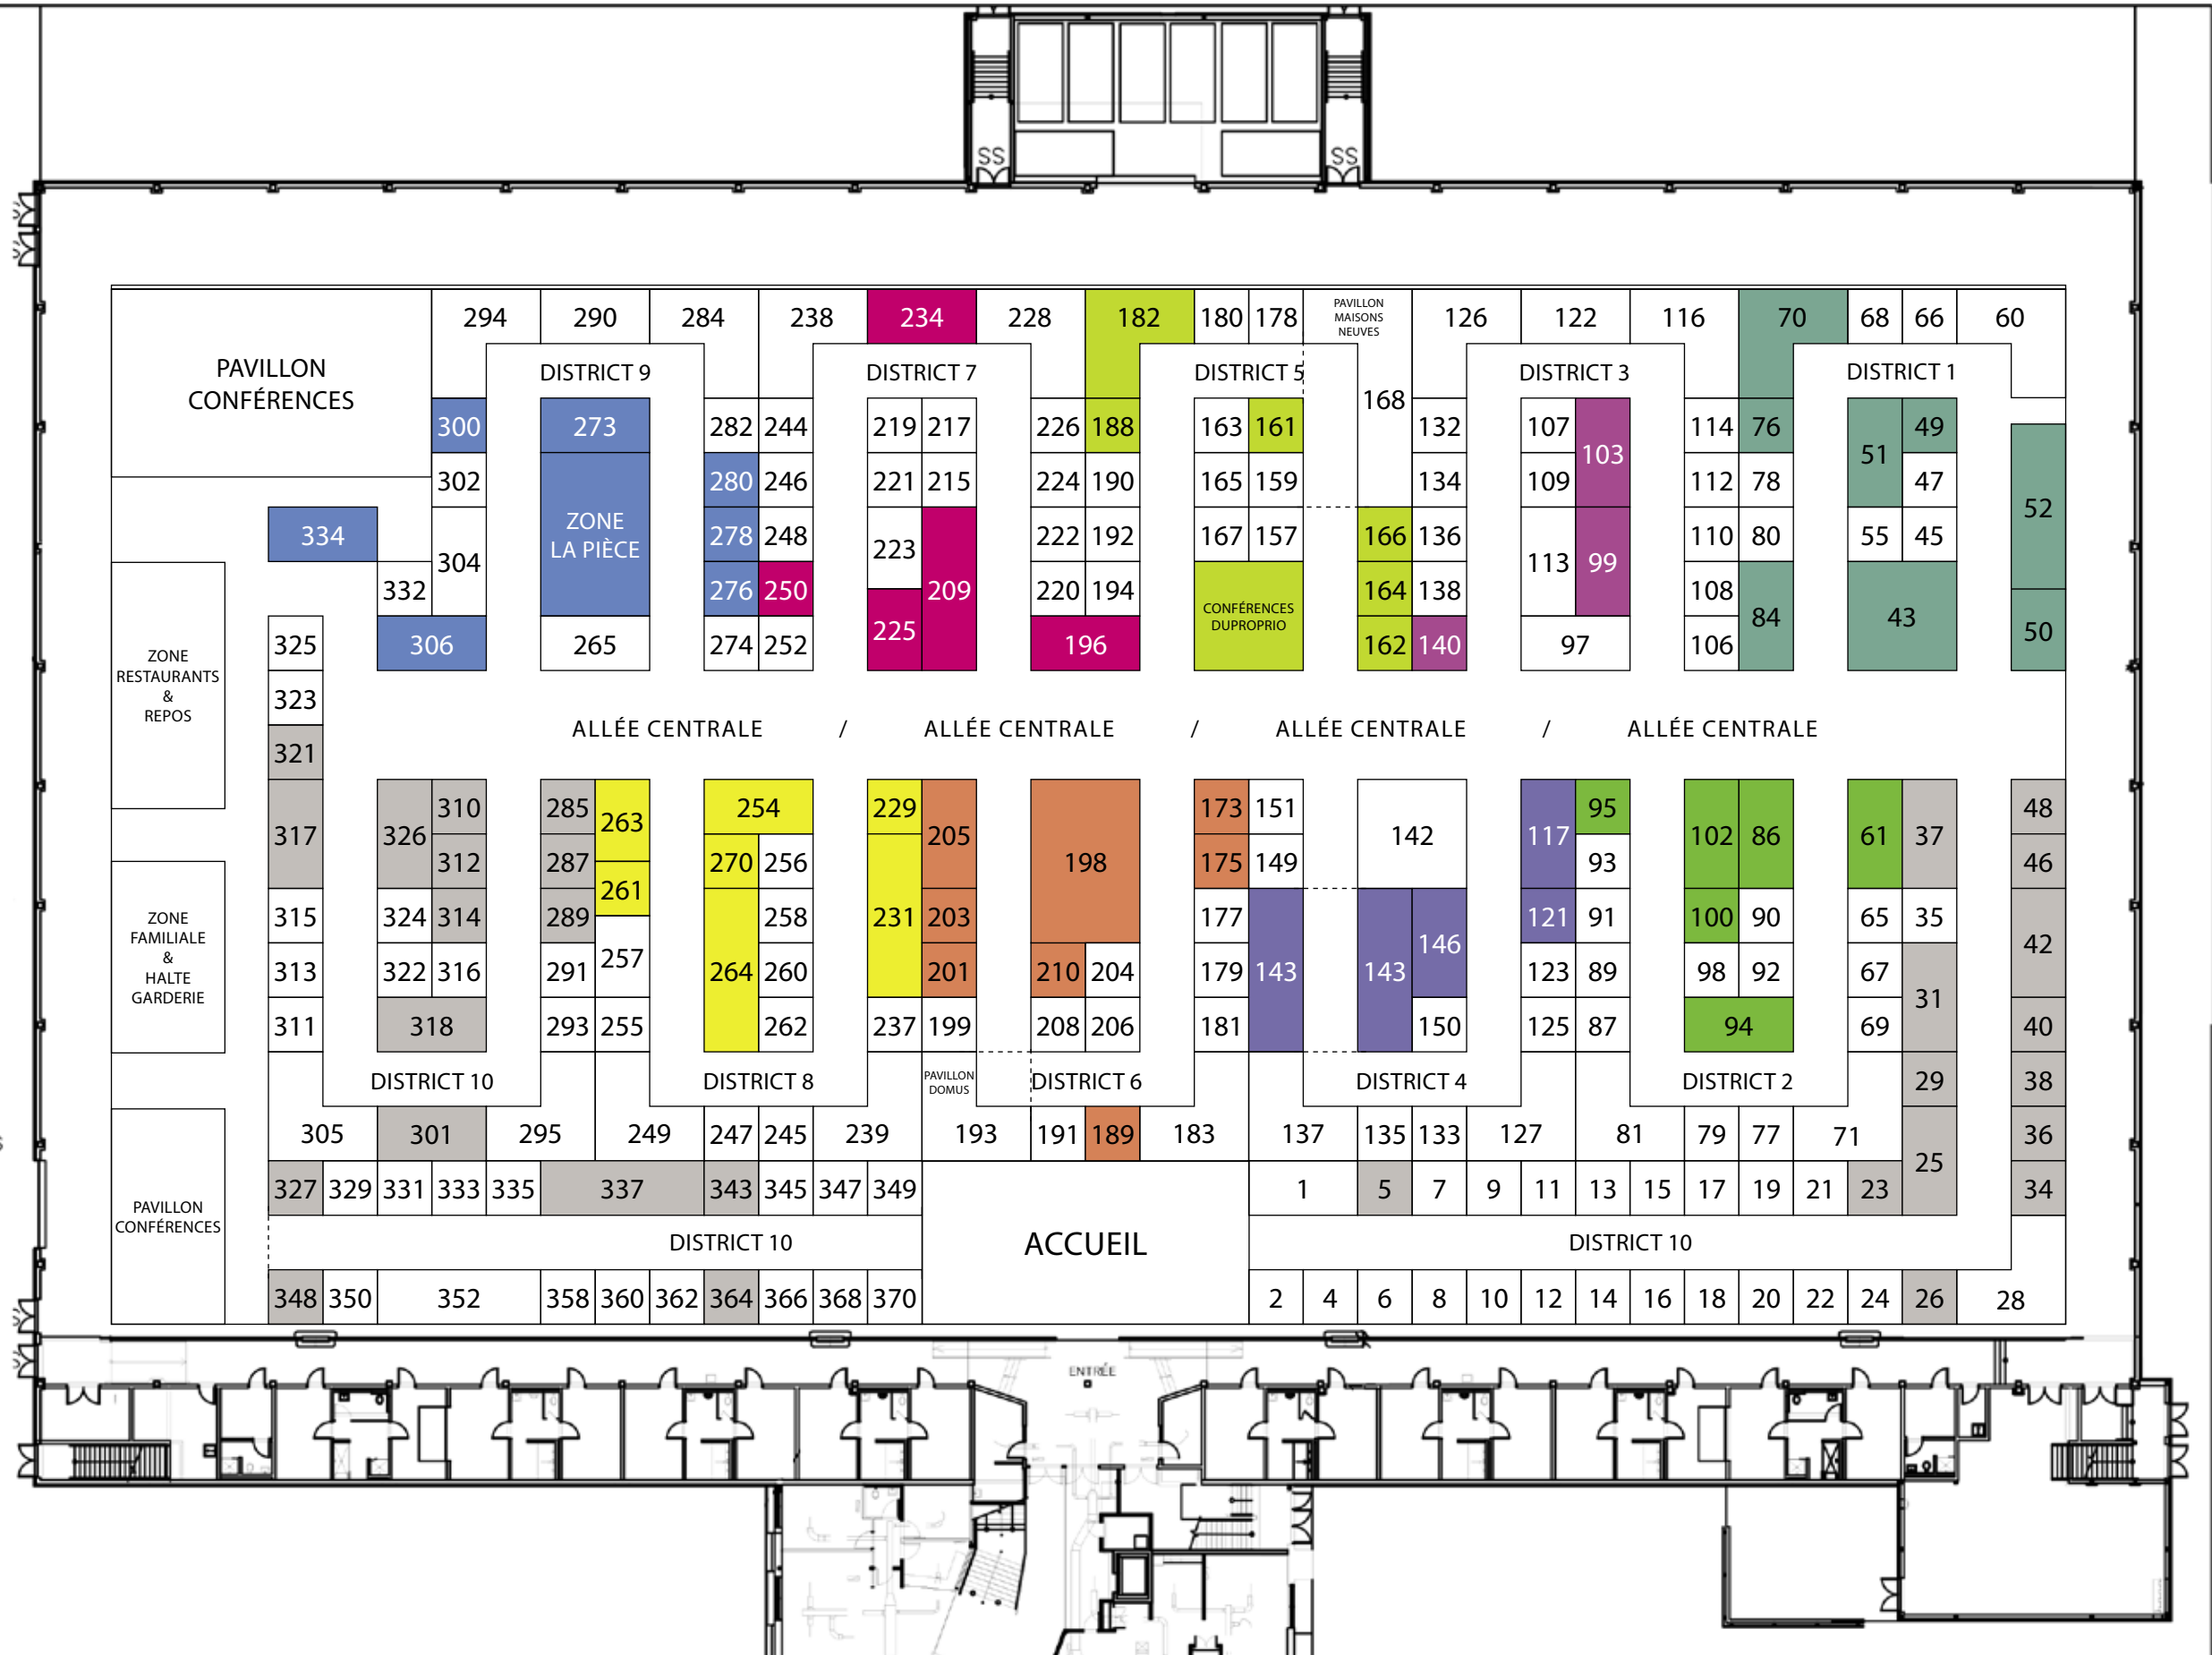 SS SS
294 290 284 238 234 228 182 180 178 PAVILLON MAISONS NEUVES 126 122 116 70 68 66 60
PAVILLON
CONFÉRENCES
DISTRICT 9 DISTRICT 7 DISTRICT 5 DISTRICT 3 DISTRICT 1
168
300 273 282 244 219 217 226 188 163 161 132 107 103 114 76 51 49
302 280 246 221 215 224 190 165 159 134 109 112 78 47 52
334 304 ZONE LA PIÈCE 278 248 223 222 192 167 157 166 136 113 99 110 80 55 45
332 276 250 209 220 194 CONFÉRENCES DUPROPRIO 164 138 108 84 43
325 306 265 274 252 225 196 162 140 97 106 50
ZONE
RESTAURANTS
&
REPOS
323
321
ALLÉE CENTRALE / ALLÉE CENTRALE / ALLÉE CENTRALE / ALLÉE CENTRALE
317 326 310 285 263 254 229 205 198 173 151 142 117 95 102 86 61 37 48
312 287 261 270 256 175 149 93 46
ZONE
FAMILIALE
&
HALTE
GARDERIE
315 324 314 289 258 231 203 177 121 91 100 90 65 35 42
313 322 316 291 257 264 260 201 210 204 179 143 143 146 123 89 98 92 67 31
311 318 293 255 262 237 199 208 206 181 150 125 87 94 69 40
DISTRICT 10 DISTRICT 8 PAVILLON DOMUS DISTRICT 6 DISTRICT 4 DISTRICT 2 29 38
305 301 295 249 247 245 239 193 191 189 183 137 135 133 127 81 79 77 71 25 36
327 329 331 333 335 337 343 345 347 349 1 5 7 9 11 13 15 17 19 21 23 34
PAVILLON
CONFÉRENCES
DISTRICT 10 ACCUEIL DISTRICT 10
348 350 352 358 360 362 364 366 368 370 2 4 6 8 10 12 14 16 18 20 22 24 26 28
ENTRÉE